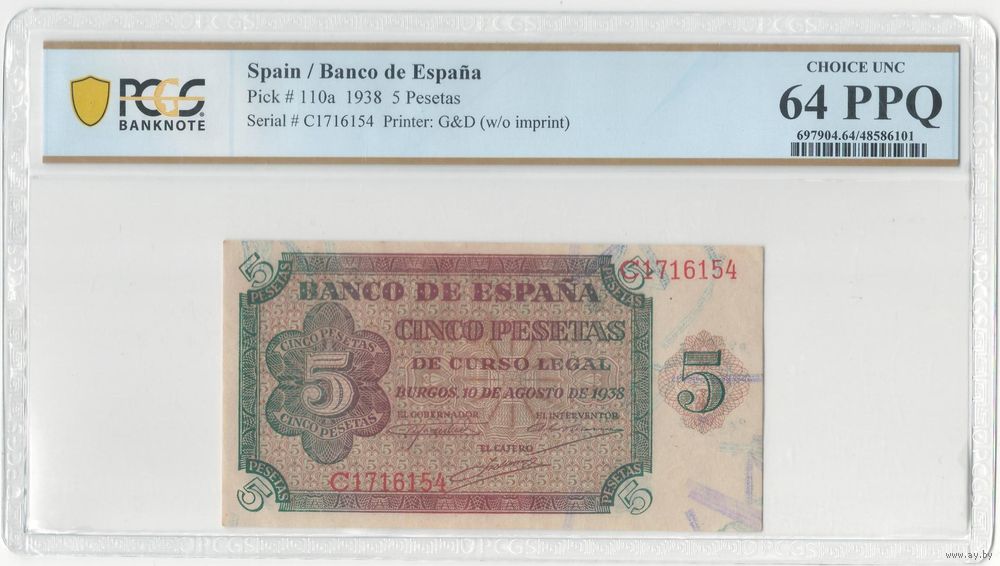 PCGS
BANKNOTE
Spain / Banco de España
Pick # 110a 1938 5 Pesetas
Serial # C1716154 Printer: G&D (w/o imprint)
CHOICE UNC
64 PPQ
697904.64/48586101
5
PESETAS
5
PESETAS
C1716154
BANCO DE ESPAÑA
CINCO PESETAS
DE CURSO LEGAL
BURGOS, 10 DE AGOSTO DE 1938
EL GOBERNADOR
EL INTERVENTOR
EL CAJERO
CINCO PESETAS
5
CINCO PESETAS
5
C1716154
PESETAS
5
PESETAS
5
www.ay.by